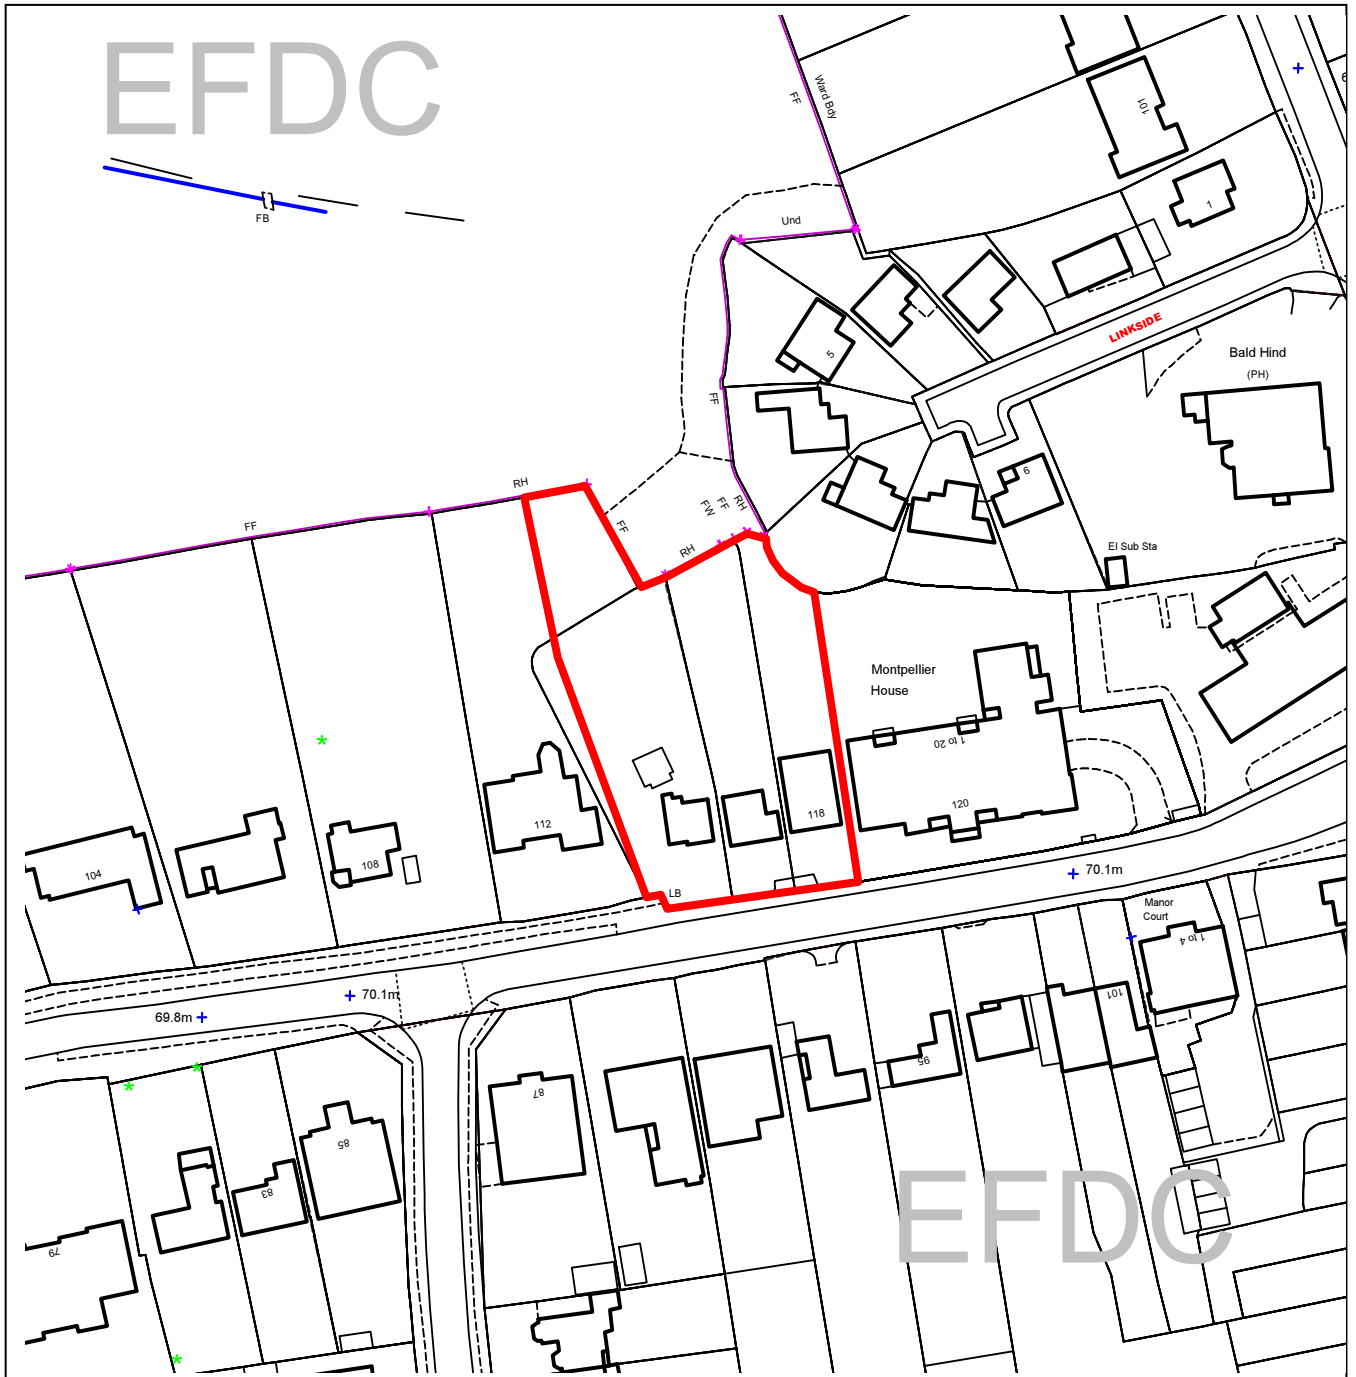 EFDC
FB
Ward Bdy
FF
101
1
Und
5
LINKSIDE
Bald Hind
(PH)
FF
RH
FF
FF
RH
FF
FW
RH
6
El Sub Sta
Montpellier
House
1 to 20
120
118
112
108
104
LB
70.1m
Manor
Court
1 to 4
101
70.1m
69.8m
95
87
85
83
79
EFDC